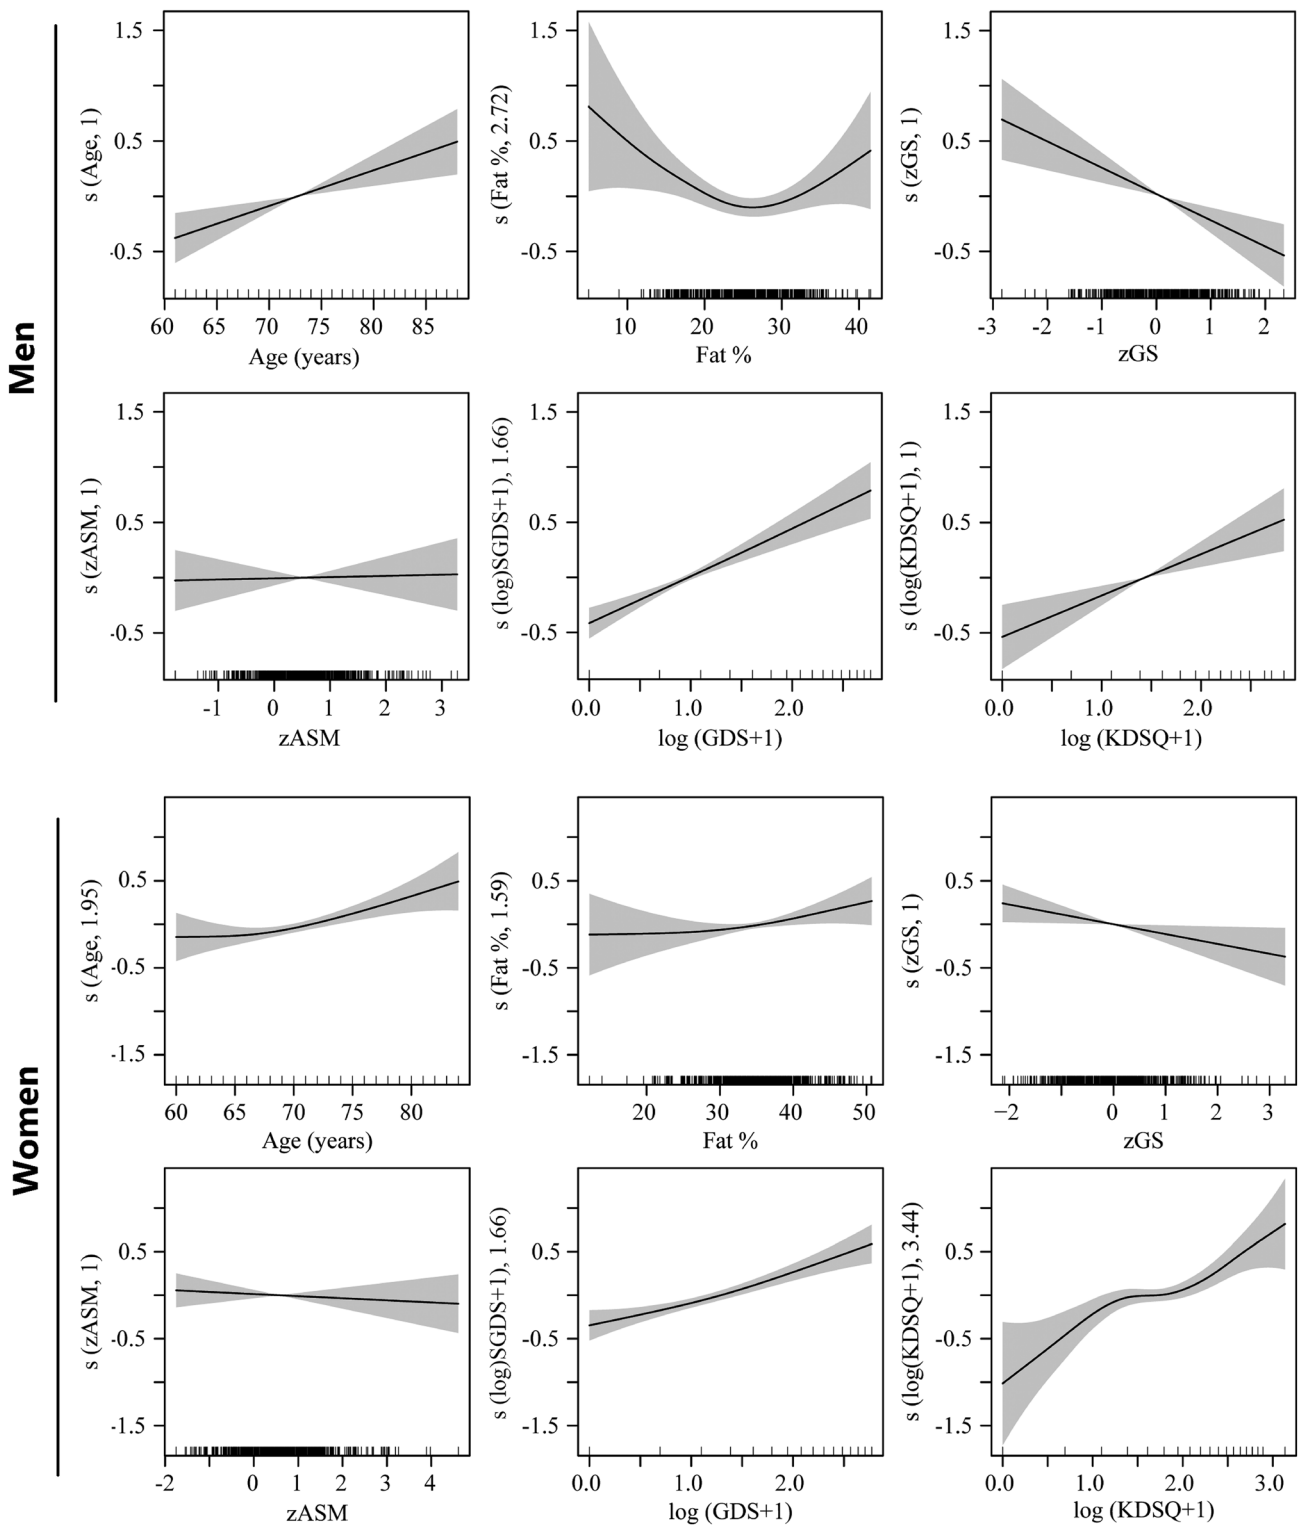 Men
1.5
0.5
-0.5
s (Age, 1)
60 65 70 75 80 85
Age (years)
1.5
0.5
-0.5
s (Fat %, 2.72)
10 20 30 40
Fat %
1.5
0.5
-0.5
s (zGS, 1)
-3 -2 -1 0 1 2
zGS
1.5
0.5
-0.5
s (zASM, 1)
-1 0 1 2 3
zASM
1.5
0.5
-0.5
s (log)SGDS+1), 1.66)
0.0 1.0 2.0
log (GDS+1)
1.5
0.5
-0.5
s (log(KDSQ+1), 1)
0.0 1.0 2.0
log (KDSQ+1)
Women
0.5
-0.5
-1.5
s (Age, 1.95)
60 65 70 75 80
Age (years)
0.5
-0.5
-1.5
s (Fat %, 1.59)
20 30 40 50
Fat %
0.5
-0.5
-1.5
s (zGS, 1)
−2 0 1 2 3
zGS
0.5
-0.5
-1.5
s (zASM, 1)
-2 0 1 2 3 4
zASM
0.5
-0.5
-1.5
s (log)SGDS+1), 1.66)
0.0 1.0 2.0
log (GDS+1)
0.5
-0.5
-1.5
s (log(KDSQ+1), 3.44)
0.0 1.0 2.0 3.0
log (KDSQ+1)